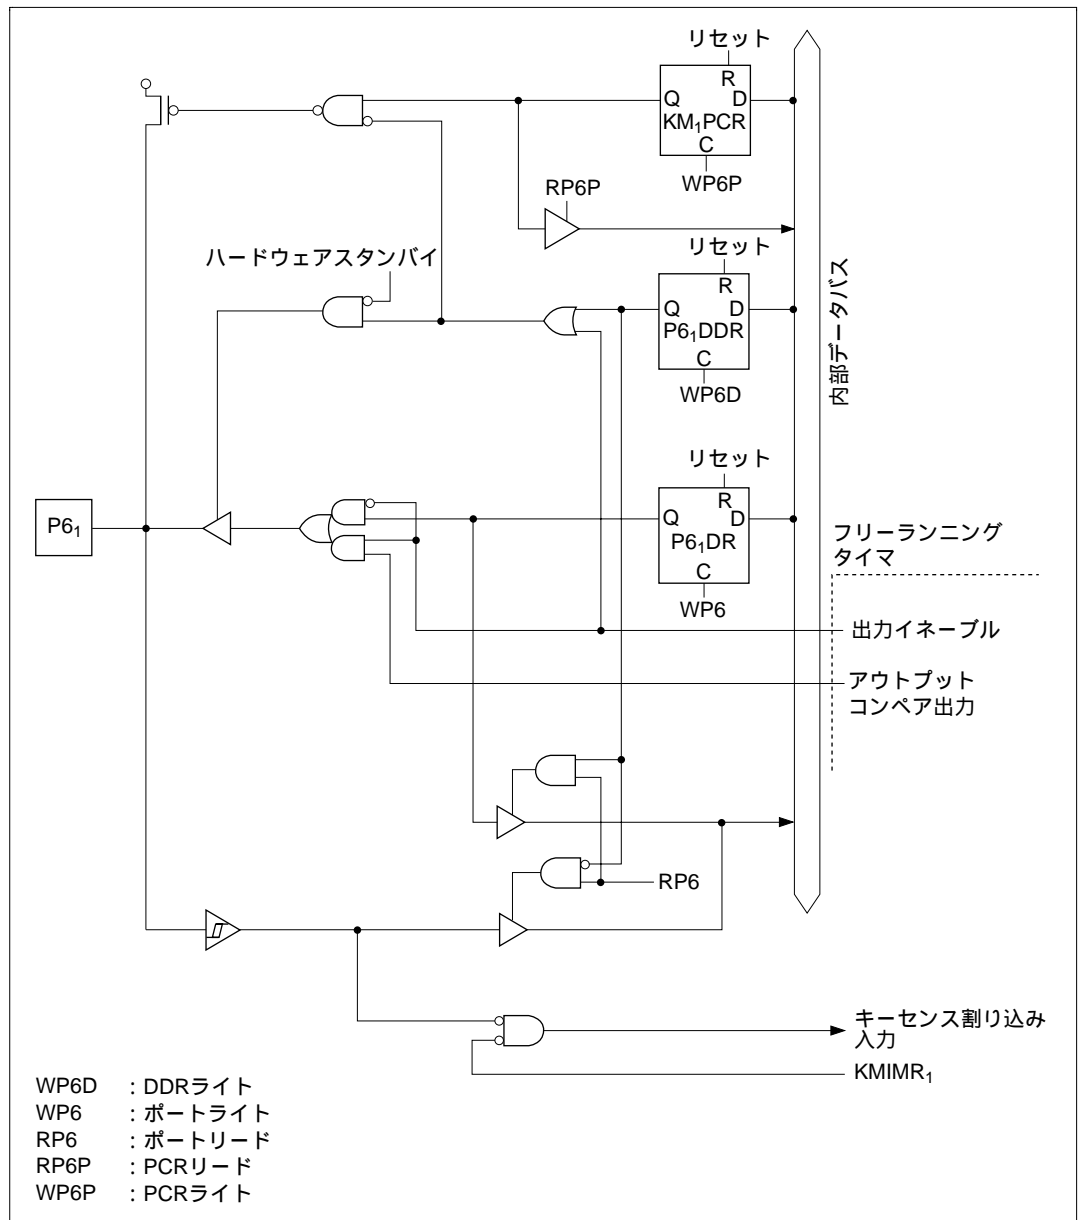 リセット
R
Q D
KM₁PCR
C
WP6P
RP6P
リセット
ハードウェアスタンバイ
R
Q D
P6₁DDR
C
WP6D
内部データバス
リセット
R
Q D
P6₁DR
C
WP6
P6₁
フリーランニング
タイマ
出力イネーブル
アウトプット
コンペア出力
RP6
キーセンス割り込み
入力
KMIMR₁
WP6D : DDRライト
WP6 : ポートライト
RP6 : ポートリード
RP6P : PCRリード
WP6P : PCRライト